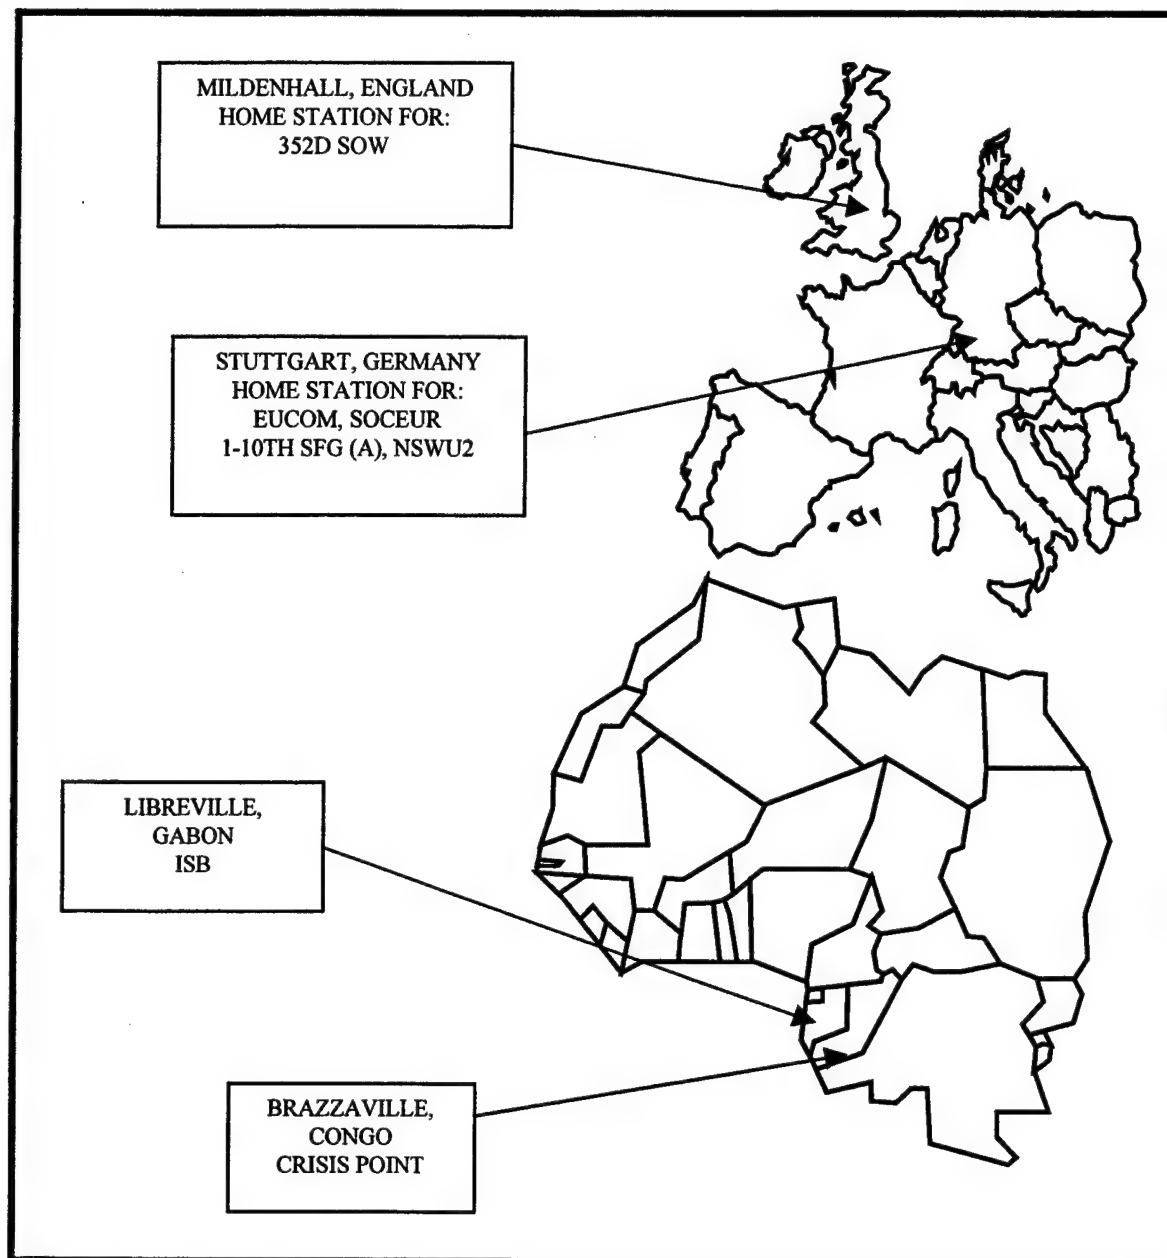 MILDENHALL, ENGLAND
HOME STATION FOR:
352D SOW
STUTTGART, GERMANY
HOME STATION FOR:
EUCOM, SOCEUR
1-10TH SFG (A), NSWU2
LIBREVILLE,
GABON
ISB
BRAZZAVILLE,
CONGO
CRISIS POINT